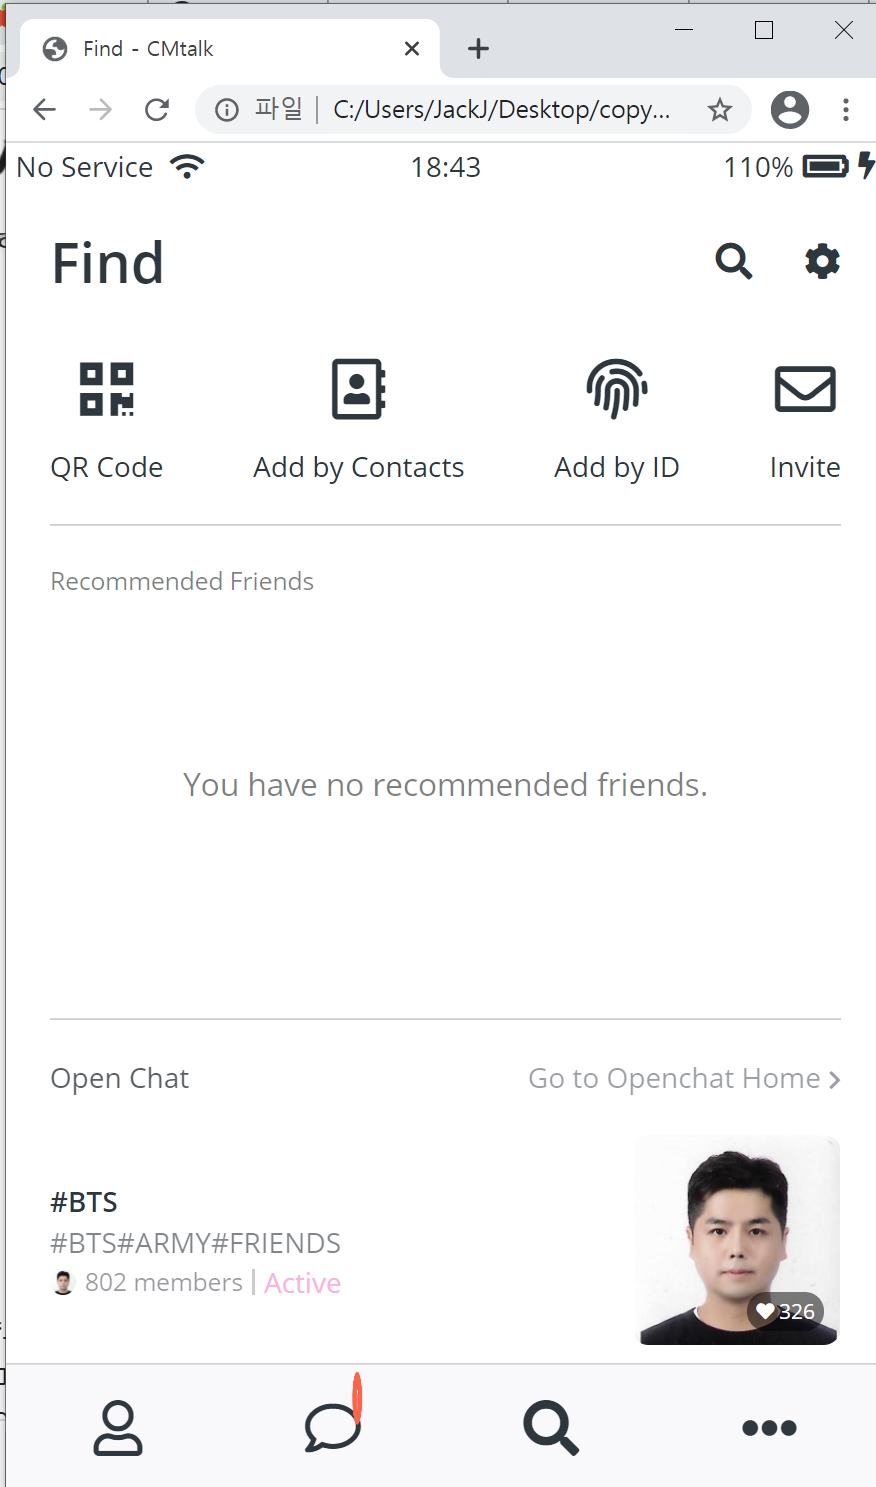 Find - CMtalk
파일 | C:/Users/JackJ/Desktop/copy...
No Service 18:43 110%
Find
QR Code Add by Contacts Add by ID Invite
Recommended Friends
You have no recommended friends.
Open Chat Go to Openchat Home
#BTS
#BTS#ARMY#FRIENDS
802 members | Active
326